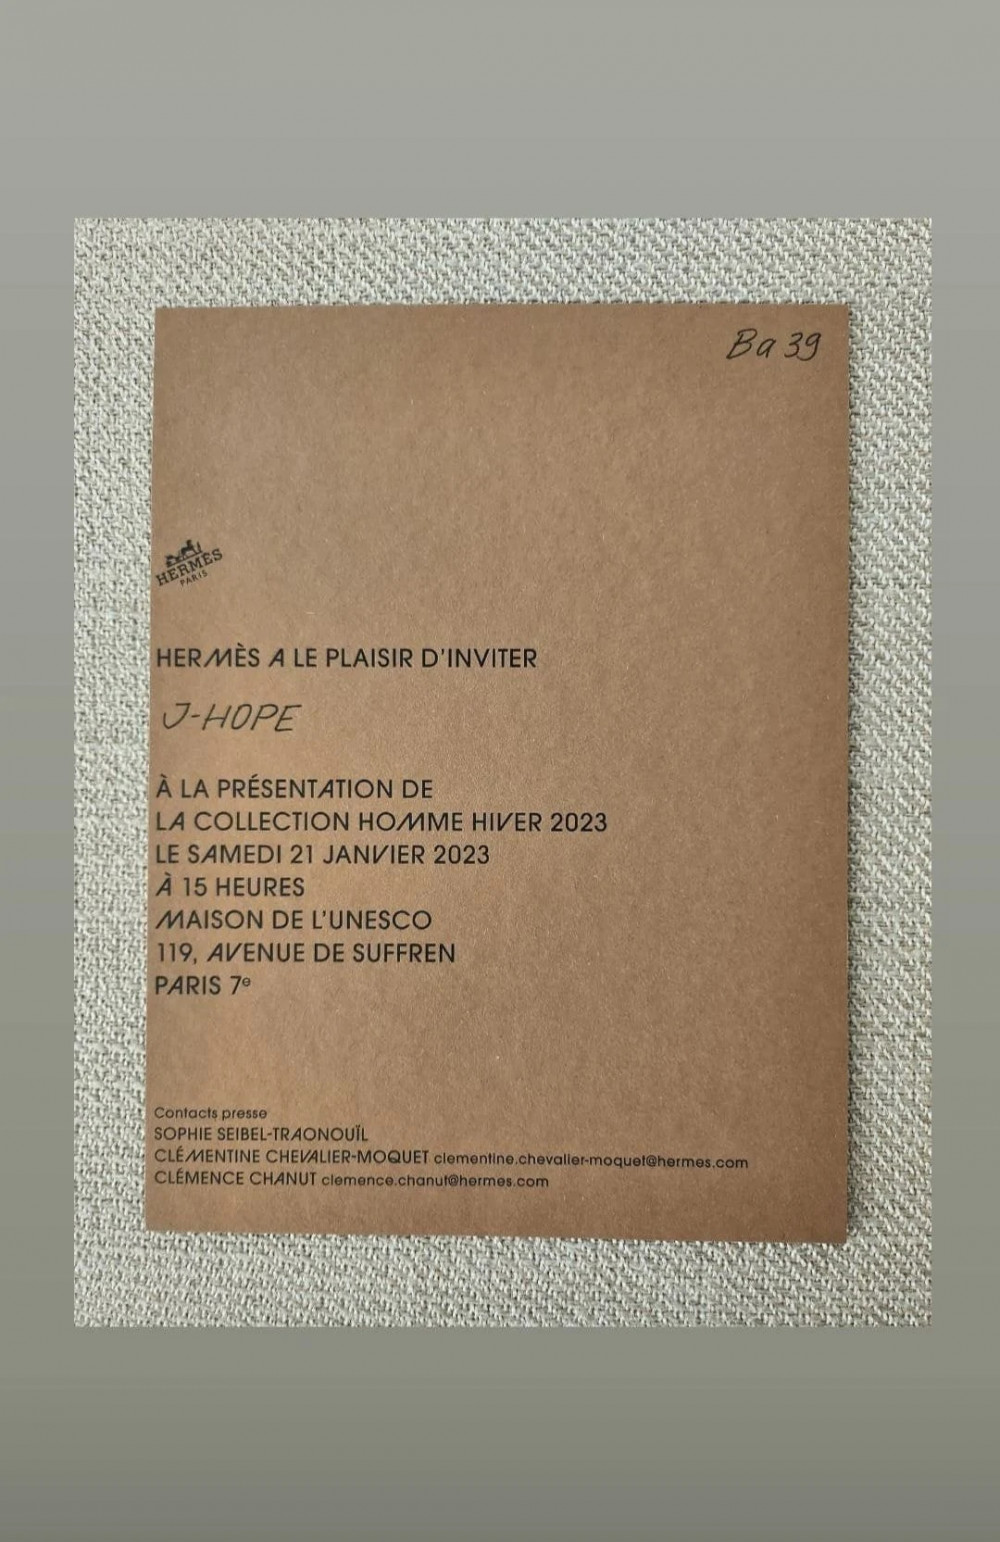 Ba 39
HERMÈS
PARIS
HERMÈS A LE PLAISIR D'INVITER
J-HOPE
À LA PRÉSENTATION DE
LA COLLECTION HOMME HIVER 2023
LE SAMEDI 21 JANVIER 2023
À 15 HEURES
MAISON DE L'UNESCO
119, AVENUE DE SUFFREN
PARIS 7e
Contacts presse
SOPHIE SEIBEL-TRAONOUÏL
CLÉMENTINE CHEVALIER-MOQUET clementine.chevalier-moquet@hermes.com
CLÉMENCE CHANUT clemence.chanut@hermes.com